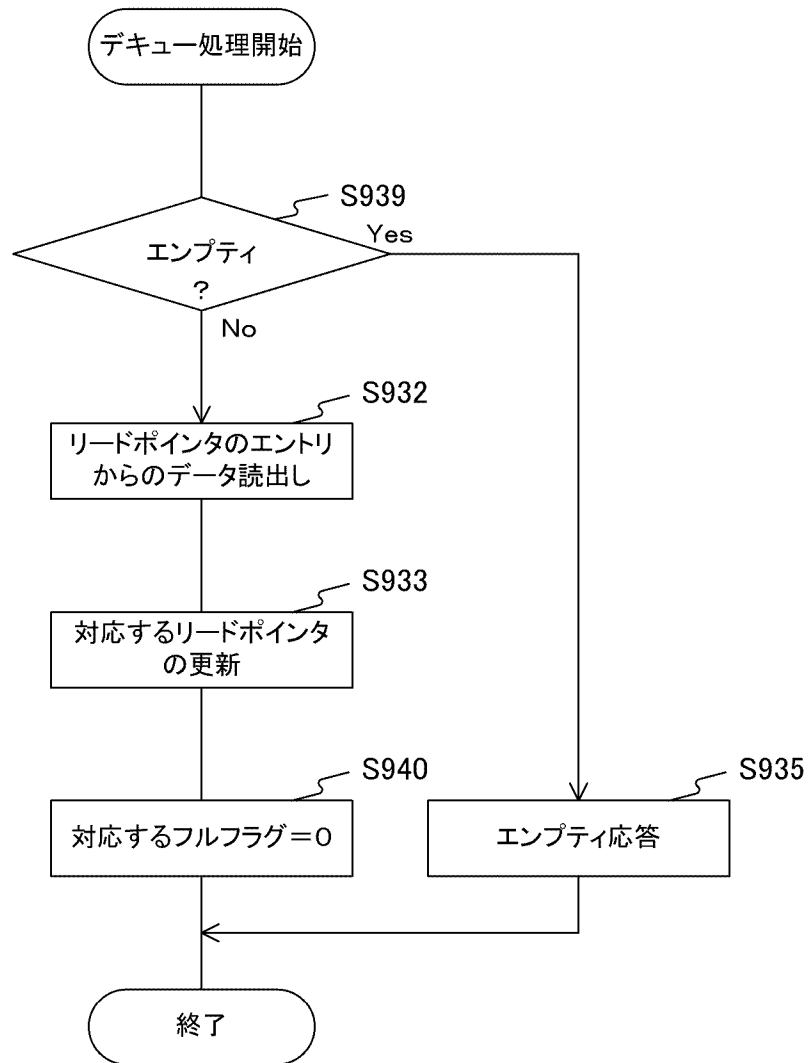 デキュー処理開始
S939
エンプティ
?
Yes
No
S932
リードポインタのエントリ
からのデータ読出し
S933
対応するリードポインタ
の更新
S940
対応するフルフラグ=0
S935
エンプティ応答
終了